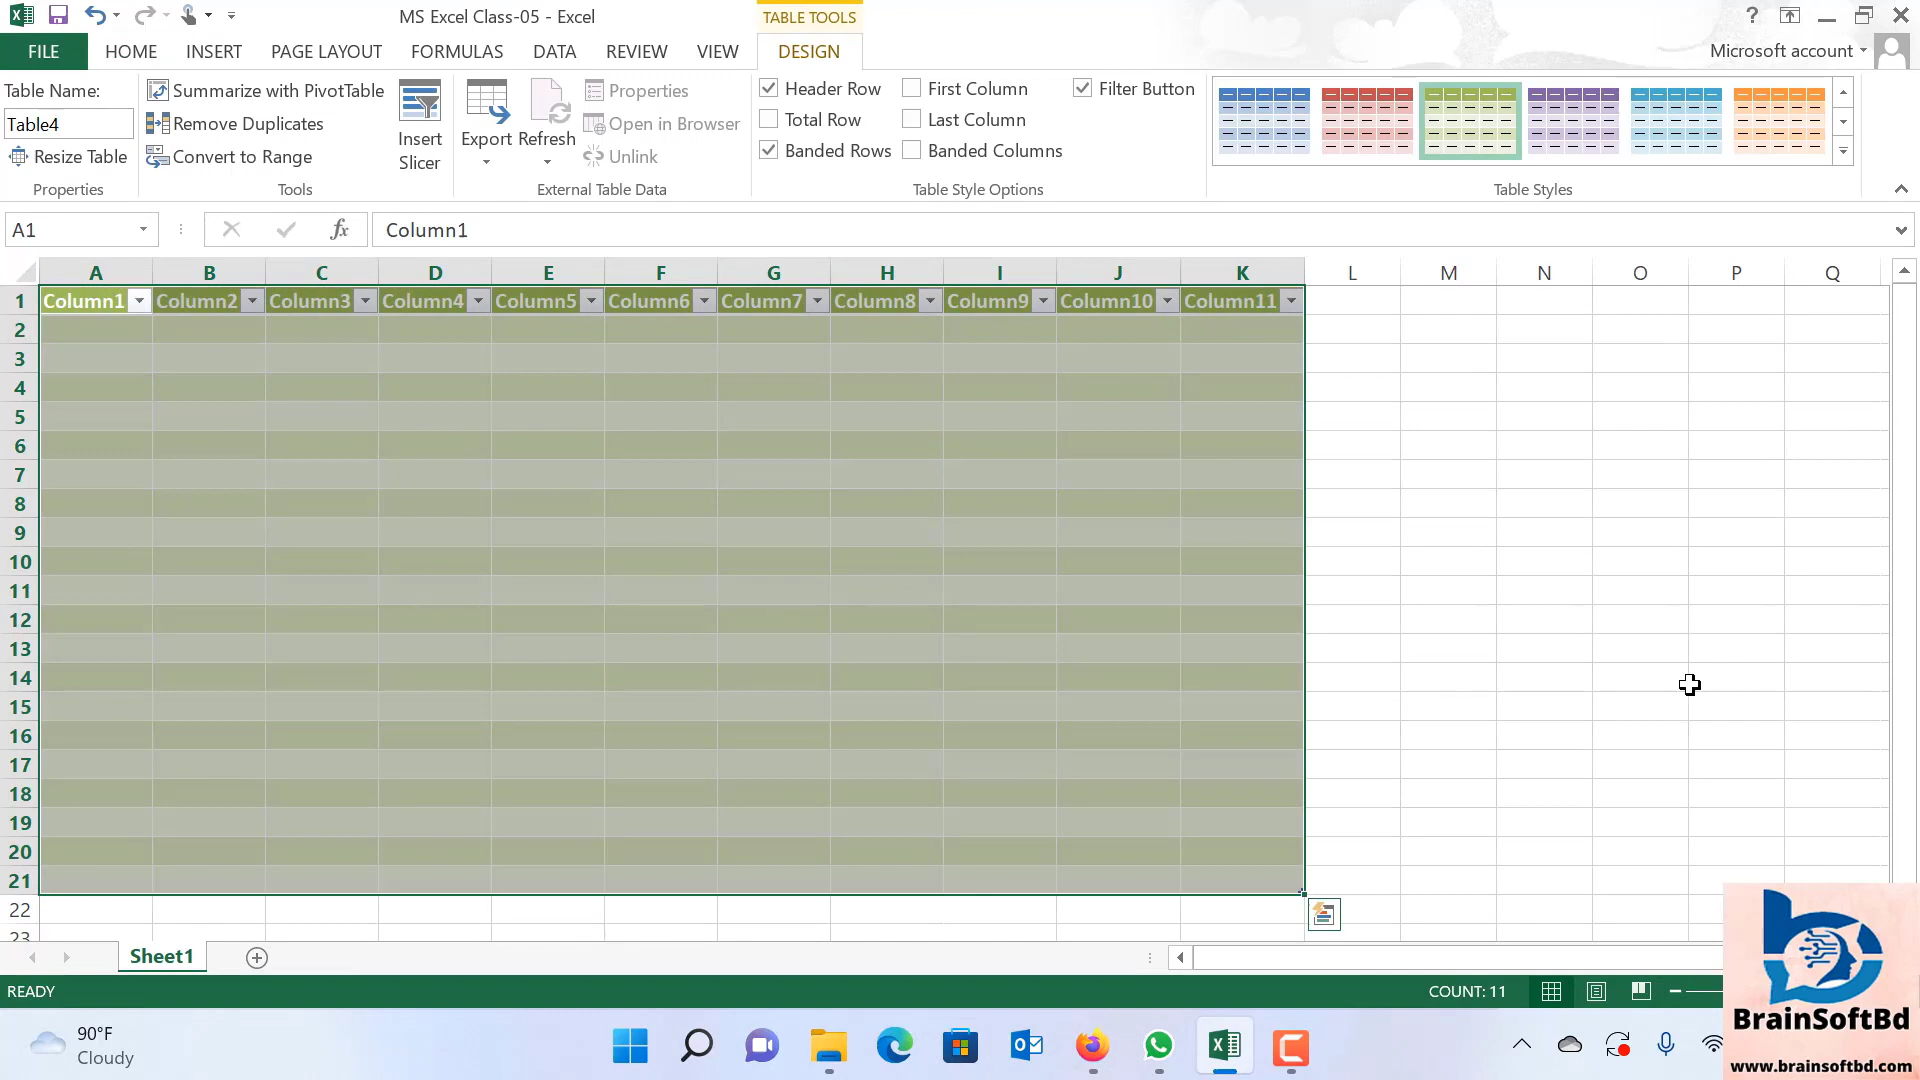 MS Excel Class-05 - Excel
TABLE TOOLS
?
FILE HOME INSERT PAGE LAYOUT FORMULAS DATA REVIEW VIEW DESIGN
Microsoft account
Table Name:
Table4
Resize Table
Properties
Summarize with PivotTable
Remove Duplicates
Convert to Range
Tools
Insert
Slicer
Export Refresh
Properties
Open in Browser
Unlink
External Table Data
Header Row First Column Filter Button
Total Row Last Column
Banded Rows Banded Columns
Table Style Options
Table Styles
A1
fx
Column1
A B C D E F G H I J K L M N O P Q
1 Column1 Column2 Column3 Column4 Column5 Column6 Column7 Column8 Column9 Column10 Column11
2
3
4
5
6
7
8
9
10
11
12
13
14
15
16
17
18
19
20
21
22
23
Sheet1
READY
COUNT: 11
90°F
Cloudy
BrainSoftBd
www.brainsoftbd.com